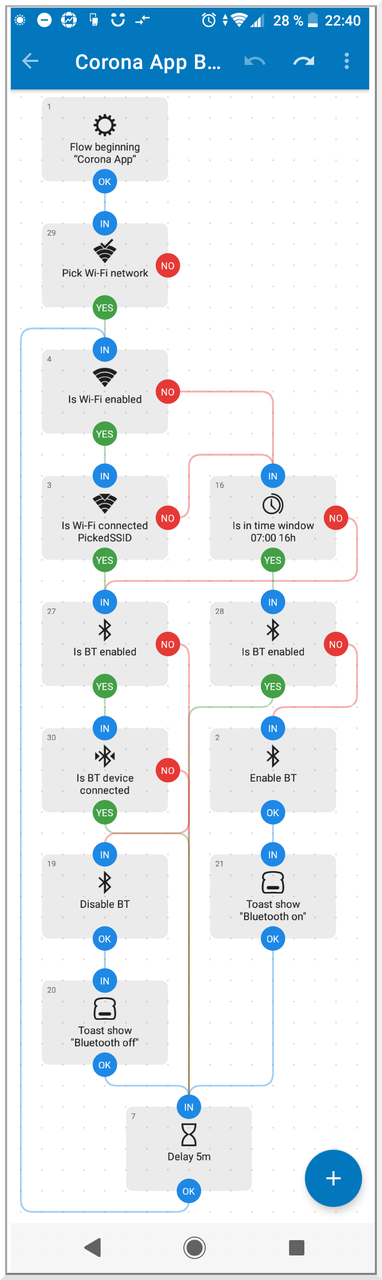 28 % 22:40
Corona App B...
1
Flow beginning
“Corona App”
OK
IN
29
Pick Wi-Fi network
NO
YES
IN
4
Is Wi-Fi enabled
NO
YES
IN
3
Is Wi-Fi connected
PickedSSID
NO
YES
IN
16
Is in time window
07:00 16h
NO
YES
IN
27
Is BT enabled
NO
YES
IN
28
Is BT enabled
NO
YES
IN
30
Is BT device
connected
NO
YES
IN
2
Enable BT
OK
IN
19
Disable BT
OK
IN
21
Toast show
"Bluetooth on"
OK
IN
20
Toast show
"Bluetooth off"
OK
IN
7
Delay 5m
OK